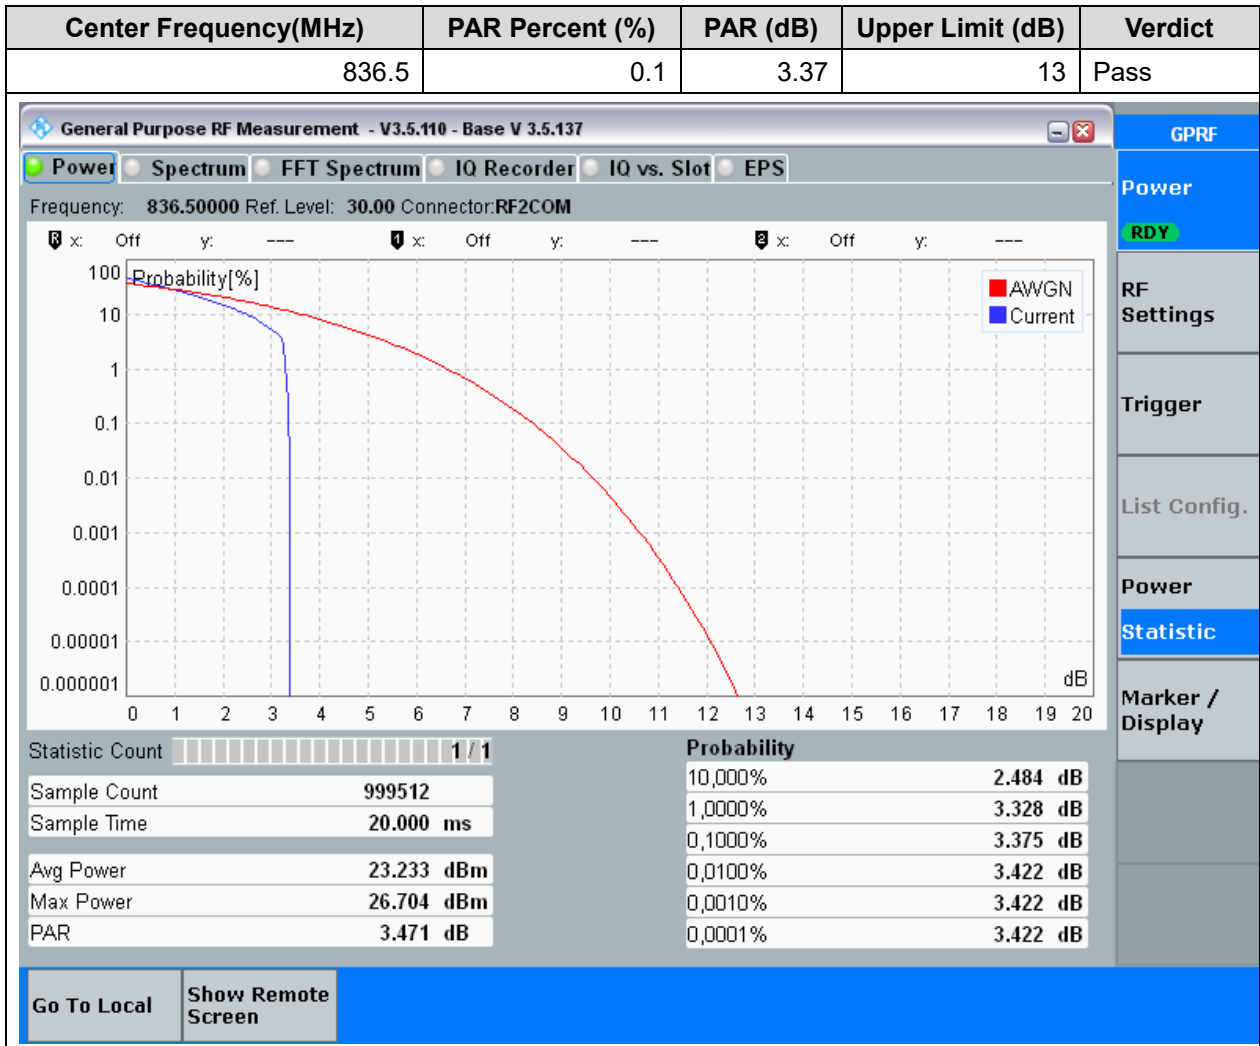 Center Frequency(MHz) PAR Percent (%) PAR (dB) Upper Limit (dB) Verdict
836.5 0.1 3.37 13 Pass
General Purpose RF Measurement - V3.5.110 - Base V 3.5.137
GPRF
Power Spectrum FFT Spectrum IQ Recorder IQ vs. Slot EPS
Power
RDY
Frequency: 836.50000 Ref. Level: 30.00 Connector:RF2COM
R x: Off y: --- 1 x: Off y: --- 2 x: Off y: ---
Probability[%]
AWGN
Current
100
10
1
0.1
0.01
0.001
0.0001
0.00001
0.000001
dB
0 1 2 3 4 5 6 7 8 9 10 11 12 13 14 15 16 17 18 19 20
RF
Settings
Trigger
List Config.
Power
Statistic
Marker /
Display
Statistic Count 1 / 1
Sample Count 999512
Sample Time 20.000 ms
Avg Power 23.233 dBm
Max Power 26.704 dBm
PAR 3.471 dB
Probability
10,000% 2.484 dB
1,0000% 3.328 dB
0,1000% 3.375 dB
0,0100% 3.422 dB
0,0010% 3.422 dB
0,0001% 3.422 dB
Go To Local
Show Remote
Screen